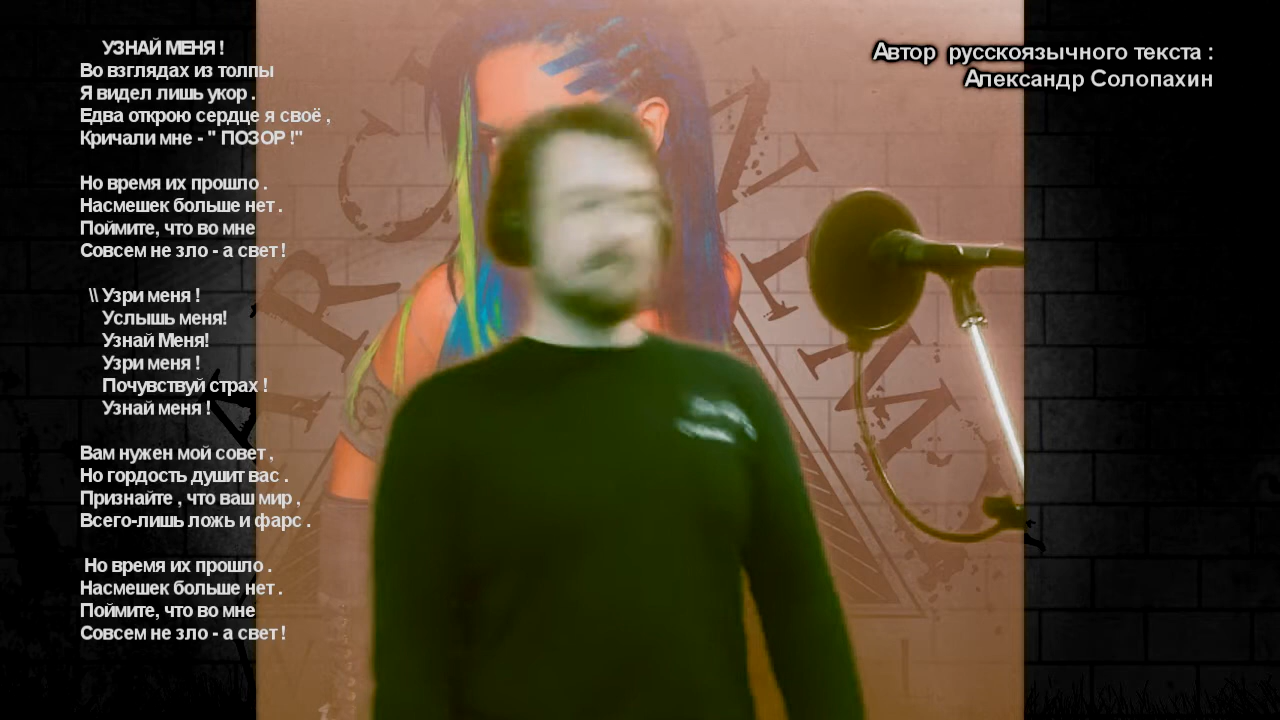 УЗНАЙ МЕНЯ !
Во взглядах из толпы
Я видел лишь укор .
Едва открою сердце я своё ,
Кричали мне - " ПОЗОР !"
Но время их прошло .
Насмешек больше нет .
Поймите, что во мне
Совсем не зло - а свет !
\\ Узри меня !
Услышь меня!
Узнай Меня!
Узри меня !
Почувствуй страх !
Узнай меня !
Вам нужен мой совет ,
Но гордость душит вас .
Признайте , что ваш мир ,
Всего-лишь ложь и фарс .
Но время их прошло .
Насмешек больше нет .
Поймите, что во мне
Совсем не зло - а свет !
Автор русскоязычного текста :
Александр Солопахин